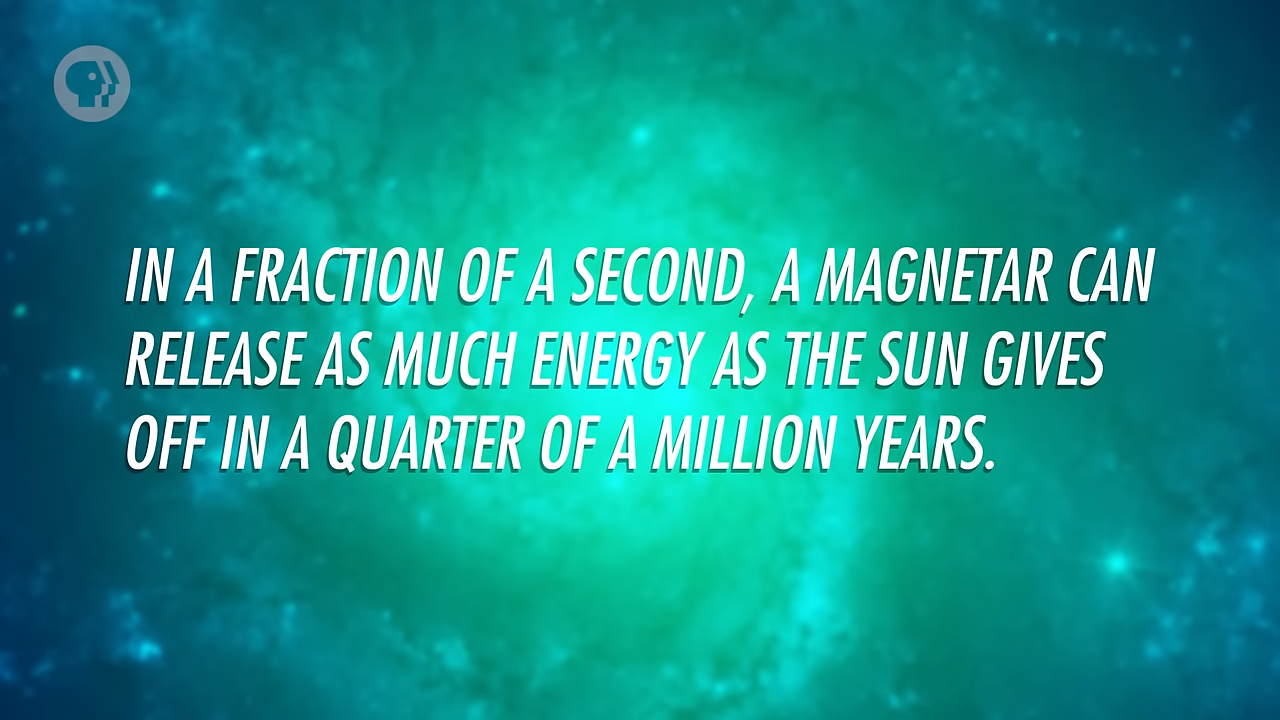 IN A FRACTION OF A SECOND, A MAGNETAR CAN
RELEASE AS MUCH ENERGY AS THE SUN GIVES
OFF IN A QUARTER OF A MILLION YEARS.